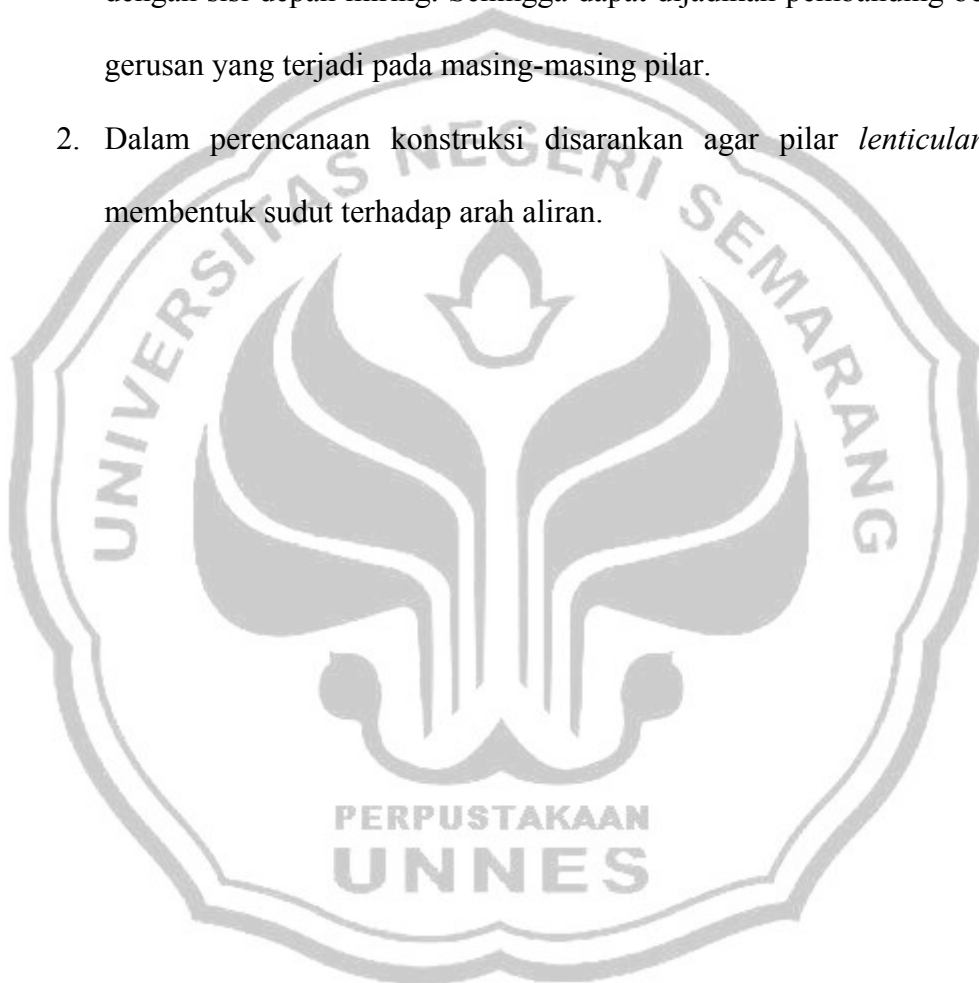 gerusan yang terjadi pada masing-masing pilar.
2. Dalam perencanaan konstruksi disarankan agar pilar lenticular
membentuk sudut terhadap arah aliran.
UNIVERSITAS NEGERI SEMARANG
PERPUSTAKAAN
UNNES